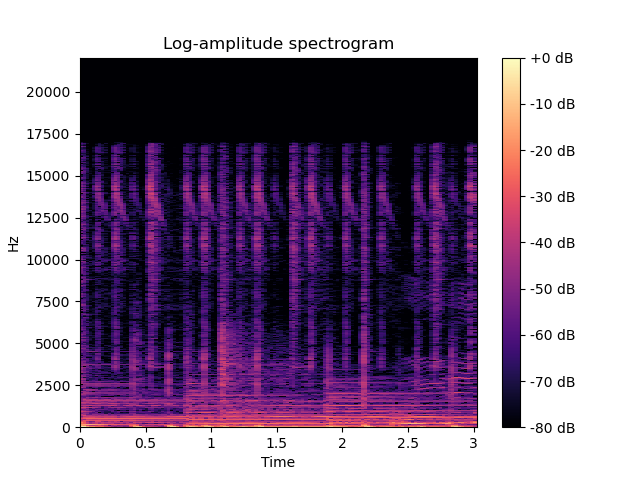 Log-amplitude spectrogram
Hz
20000
17500
15000
12500
10000
7500
5000
2500
0
0 0.5 1 1.5 2 2.5 3
Time
+0 dB
-10 dB
-20 dB
-30 dB
-40 dB
-50 dB
-60 dB
-70 dB
-80 dB